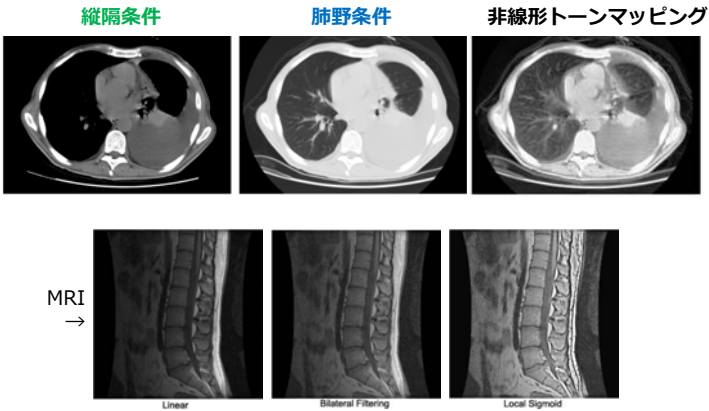 縦隔条件
肺野条件
非線形トーンマッピング
MRI
→
Linear
Bilateral Filtering
Local Sigmoid